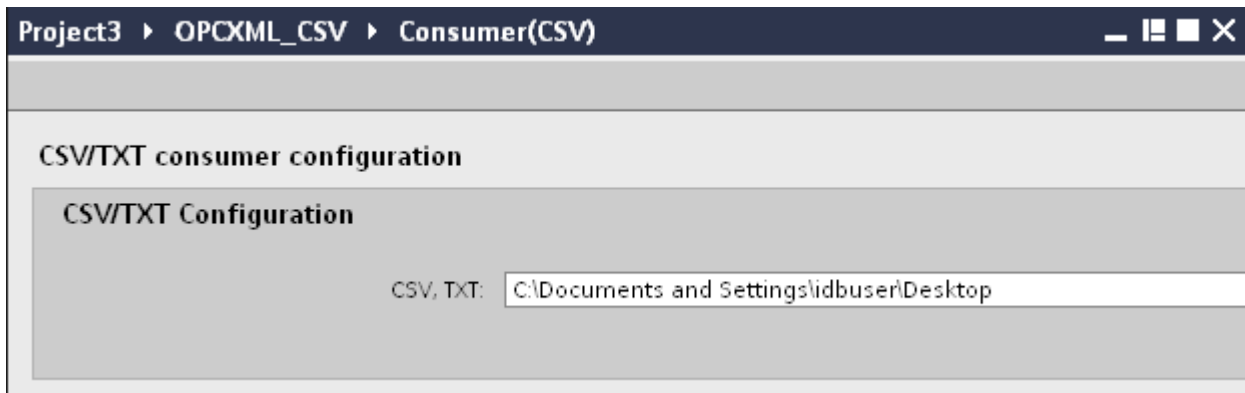 Project3 ▸ OPCXML_CSV ▸ Consumer(CSV)
CSV/TXT consumer configuration
CSV/TXT Configuration
CSV, TXT: C:\Documents and Settings\idbuser\Desktop